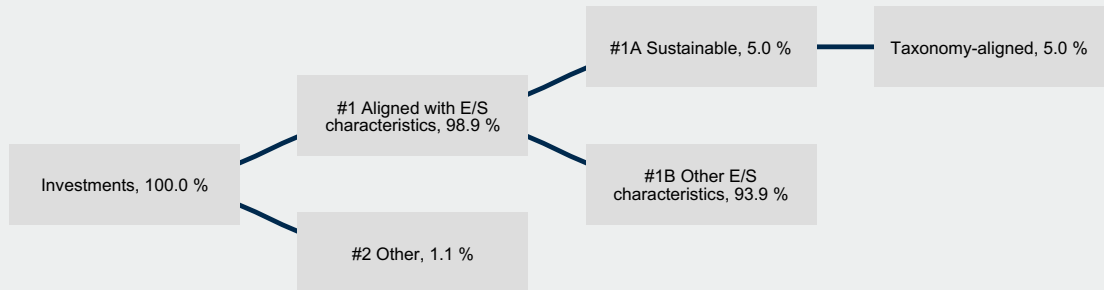 #1A Sustainable, 5.0 %
Taxonomy-aligned, 5.0 %
#1 Aligned with E/S
characteristics, 98.9 %
Investments, 100.0 %
#1B Other E/S
characteristics, 93.9 %
#2 Other, 1.1 %